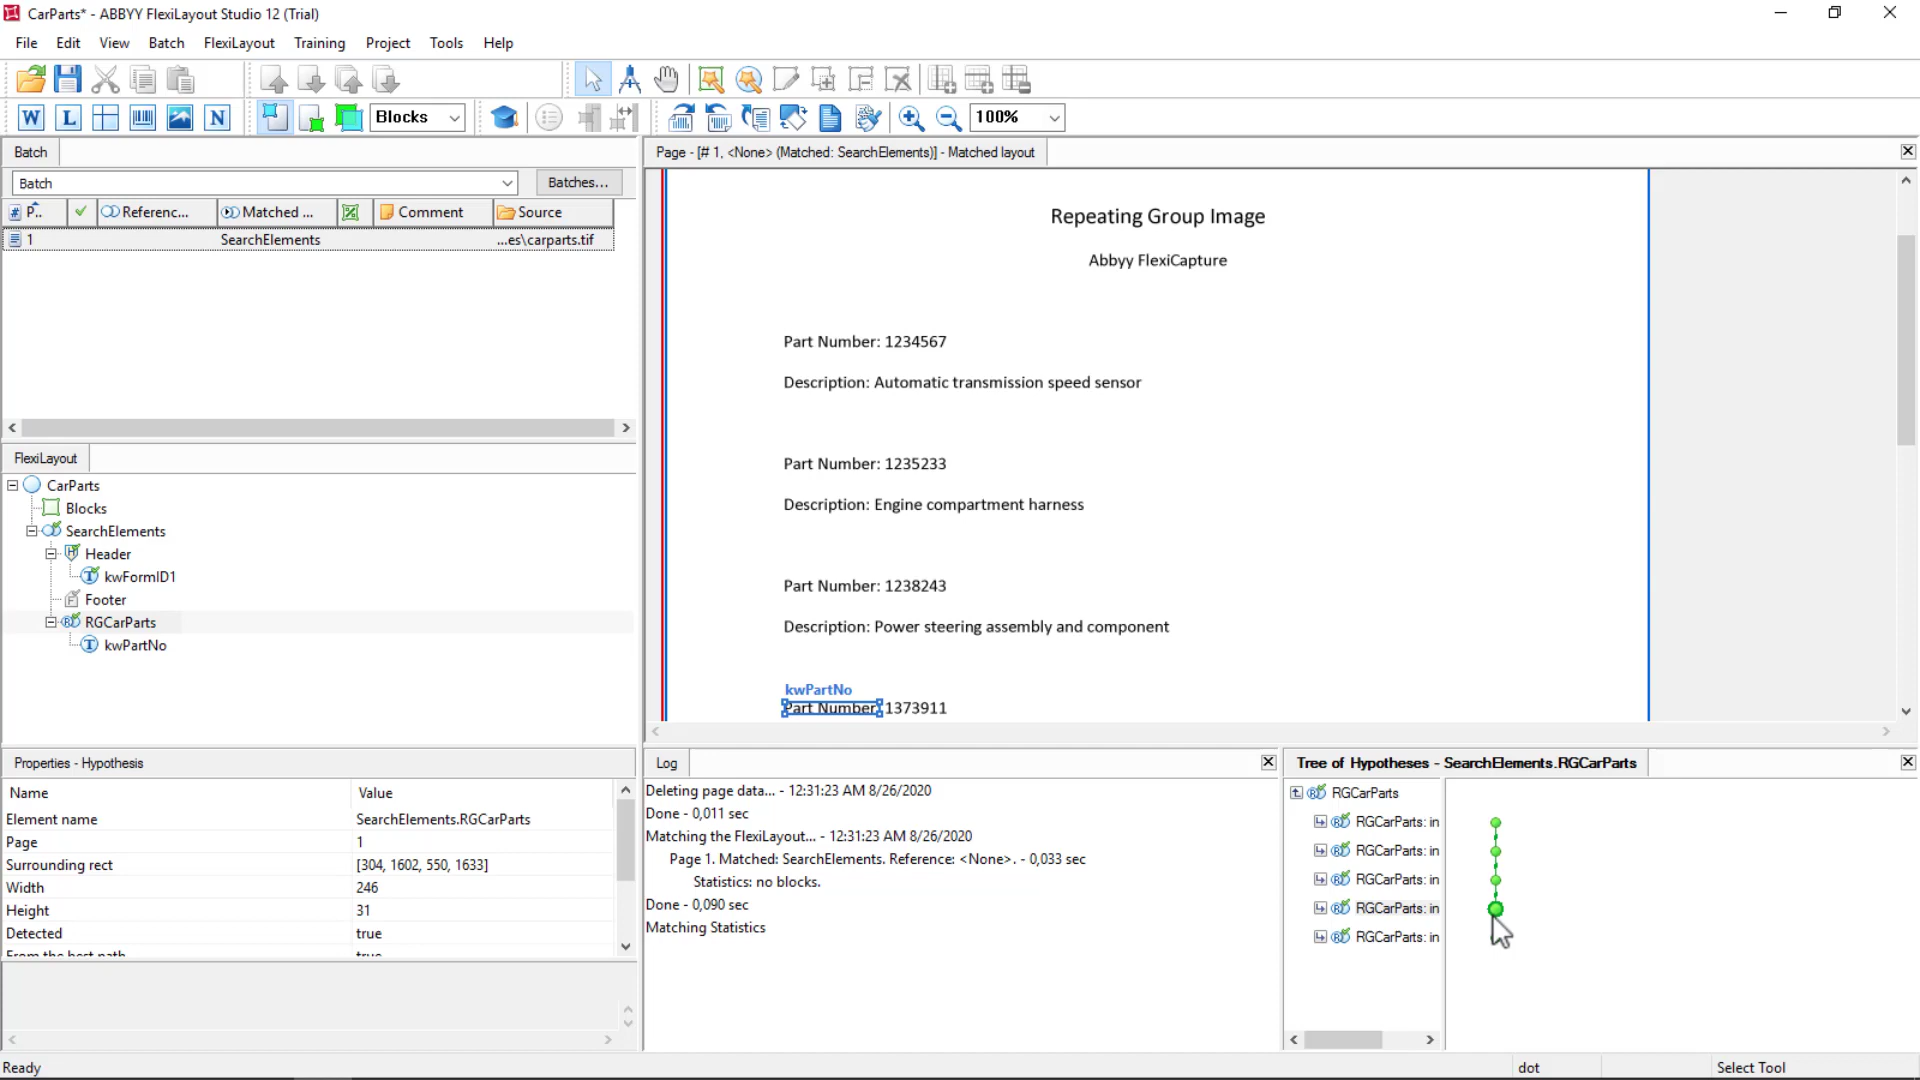 CarParts* - ABBYY FlexiLayout Studio 12 (Trial)
File Edit View Batch FlexiLayout Training Project Tools Help
W L N Blocks 100%
Batch
Batch Batches...
# P.. Referenc... Matched ... Comment Source
1 SearchElements ...es\carparts.tif
FlexiLayout
CarParts
Blocks
SearchElements
Header
kwFormID1
Footer
RGCarParts
kwPartNo
Page - [# 1, <None> (Matched: SearchElements)] - Matched layout
Repeating Group Image
Abbyy FlexiCapture
Part Number: 1234567
Description: Automatic transmission speed sensor
Part Number: 1235233
Description: Engine compartment harness
Part Number: 1238243
Description: Power steering assembly and component
kwPartNo
Part Number: 1373911
Properties - Hypothesis
Name Value
Element name SearchElements.RGCarParts
Page 1
Surrounding rect [304, 1602, 550, 1633]
Width 246
Height 31
Detected true
From the best path true
Log
Deleting page data... - 12:31:23 AM 8/26/2020
Done - 0,011 sec
Matching the FlexiLayout... - 12:31:23 AM 8/26/2020
Page 1. Matched: SearchElements. Reference: <None>. - 0,033 sec
Statistics: no blocks.
Done - 0,090 sec
Matching Statistics
Tree of Hypotheses - SearchElements.RGCarParts
RGCarParts
RGCarParts: in
RGCarParts: in
RGCarParts: in
RGCarParts: in
RGCarParts: in
Ready dot Select Tool